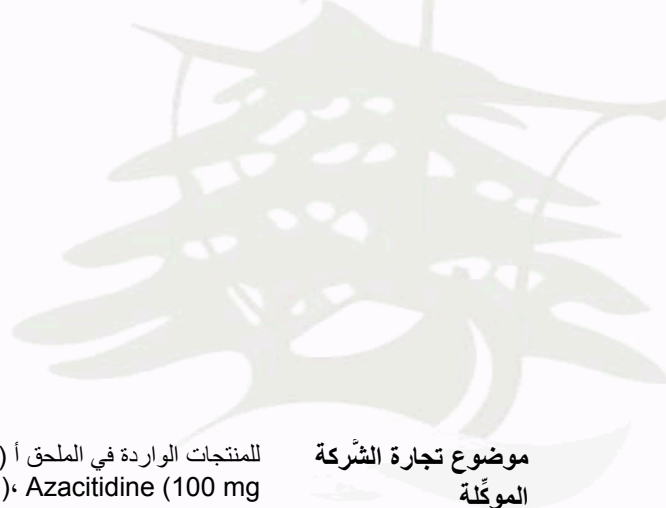 موضوع تجارة الشَّركة
الموكِّلة
للمنتجات الواردة في الملحق أ (
)، Azacitidine (100 mg